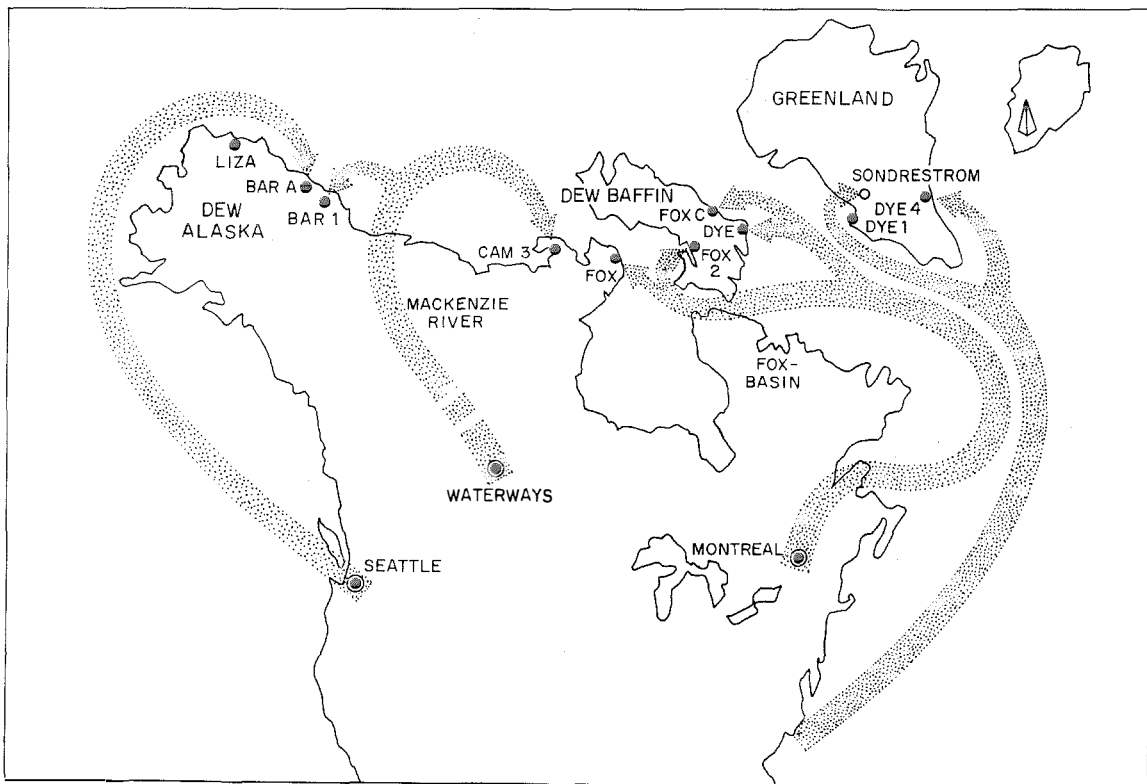 GREENLAND
LIZA
BAR A
BAR 1
DEW
ALASKA
DEW BAFFIN
SONDRESTROM
FOX C
DYE
DYE 4
DYE 1
CAM 3
FOX
FOX
2
MACKENZIE
RIVER
FOX-
BASIN
WATERWAYS
MONTREAL
SEATTLE